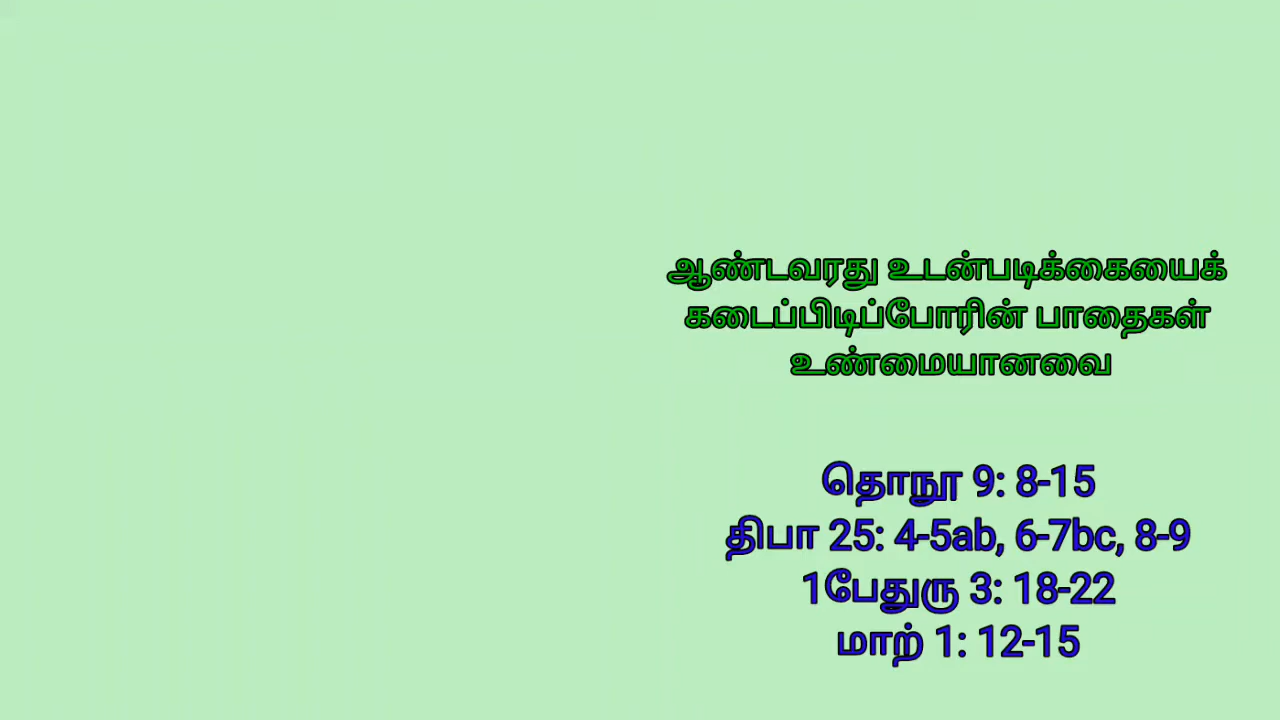 ஆண்டவரது உடன்படிக்கையைக்
கடைப்பிடிப்போரின் பாதைகள்
உண்மையானவை
தொநூ 9: 8-15
திபா 25: 4-5ab, 6-7bc, 8-9
1பேதுரு 3: 18-22
மாற் 1: 12-15